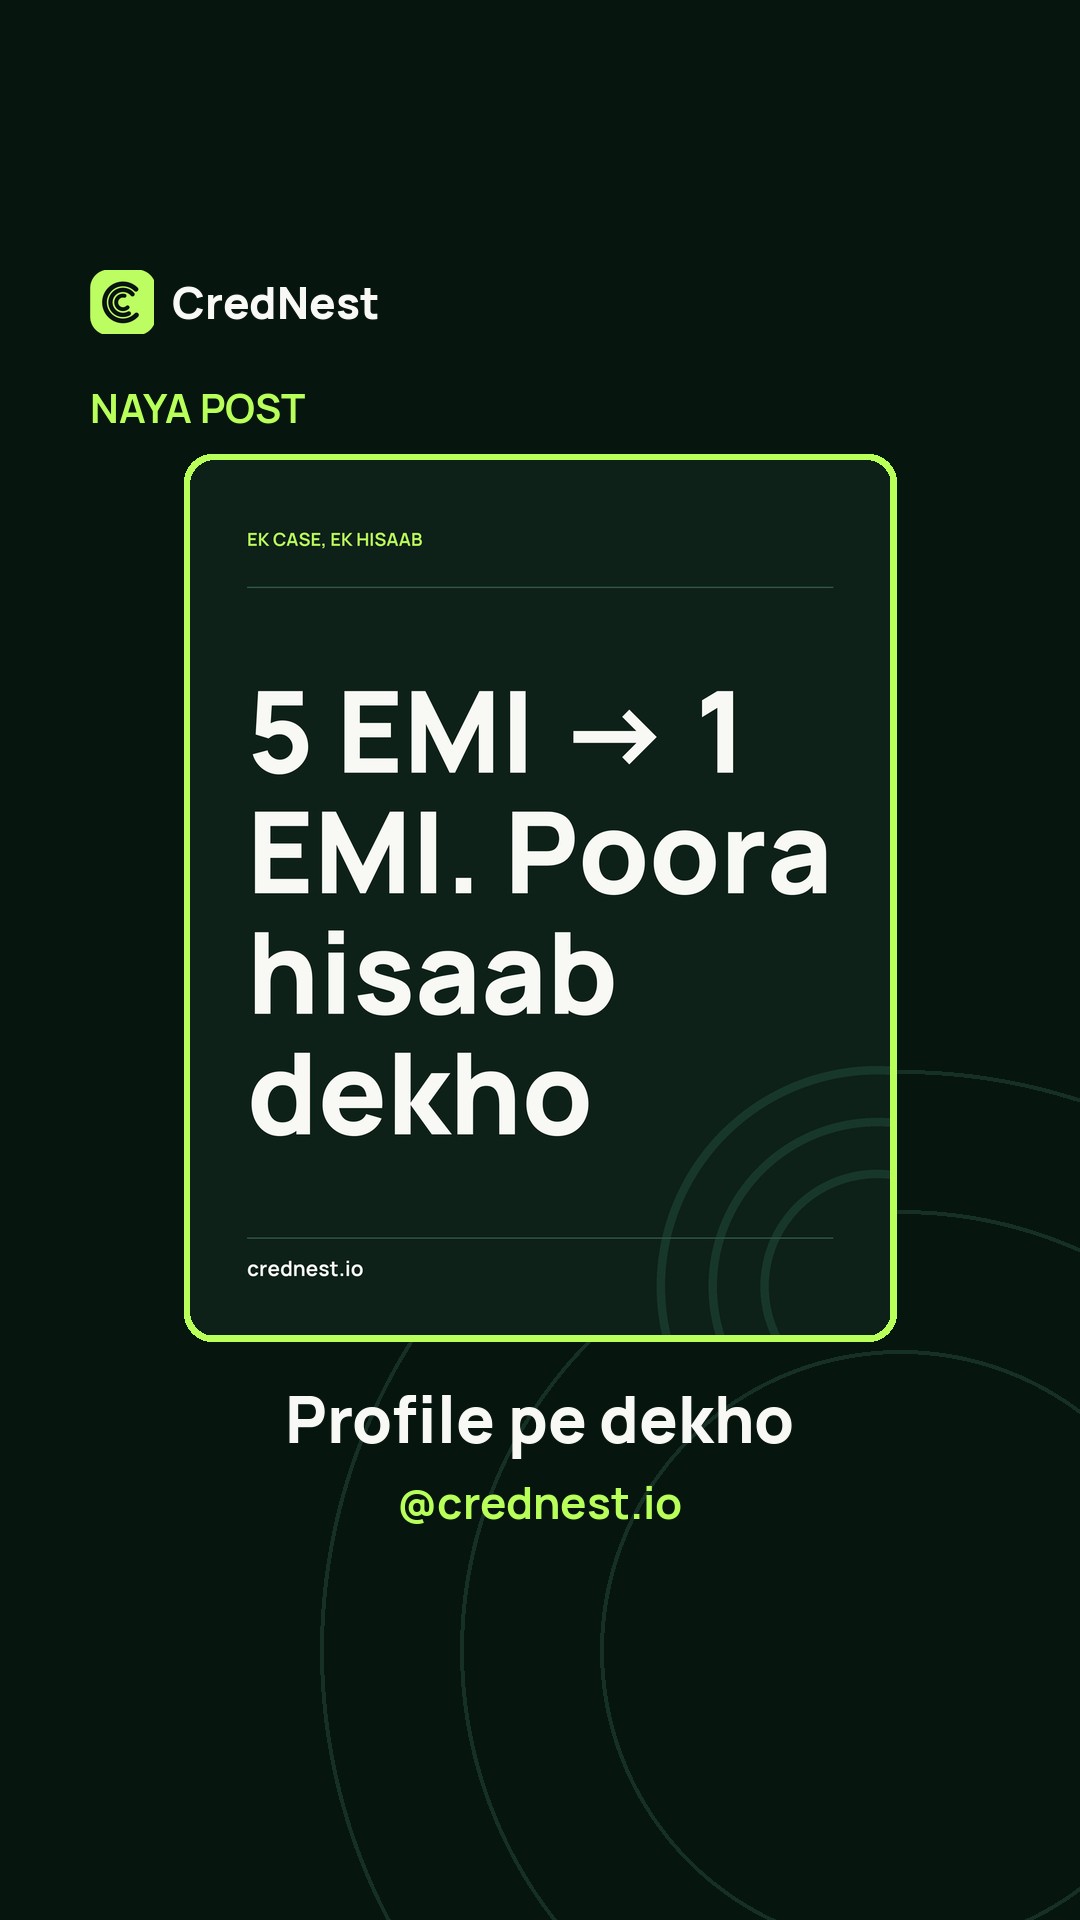 CredNest
NAYA POST
EK CASE, EK HISAAB
5 EMI → 1
EMI. Poora
hisaab
dekho
crednest.io
Profile pe dekho
@crednest.io